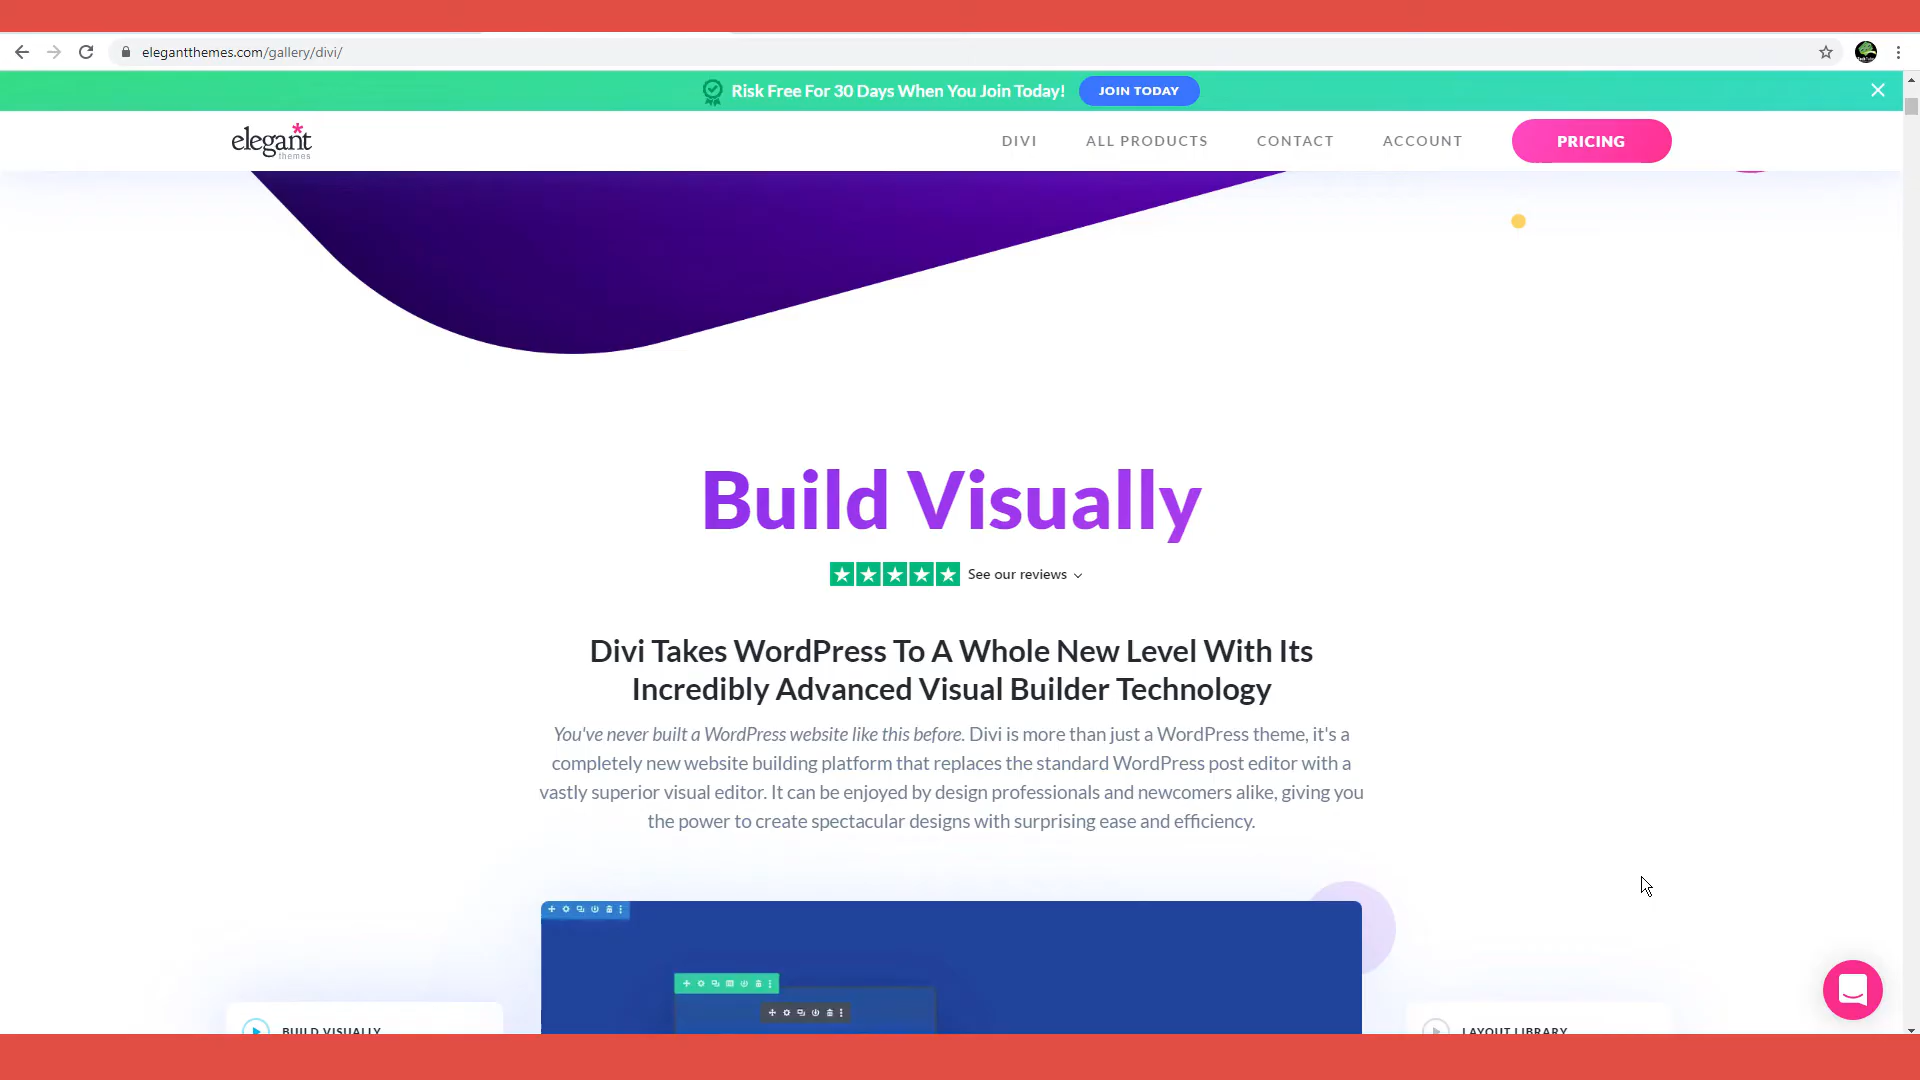 elegantthemes.com/gallery/divi/
Risk Free For 30 Days When You Join Today! JOIN TODAY
elegant themes
DIVI ALL PRODUCTS CONTACT ACCOUNT PRICING
Build Visually
See our reviews
Divi Takes WordPress To A Whole New Level With Its
Incredibly Advanced Visual Builder Technology
You've never built a WordPress website like this before. Divi is more than just a WordPress theme, it's a
completely new website building platform that replaces the standard WordPress post editor with a
vastly superior visual editor. It can be enjoyed by design professionals and newcomers alike, giving you
the power to create spectacular designs with surprising ease and efficiency.
BUILD VISUALLY
LAYOUT LIBRARY